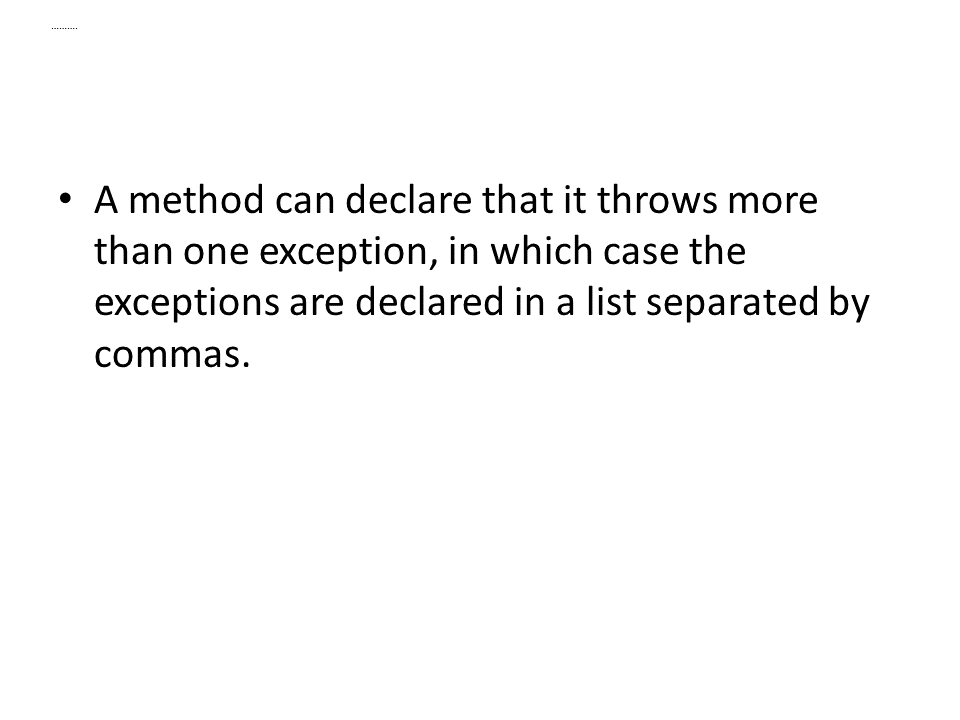 ..........
• A method can declare that it throws more
than one exception, in which case the
exceptions are declared in a list separated by
commas.